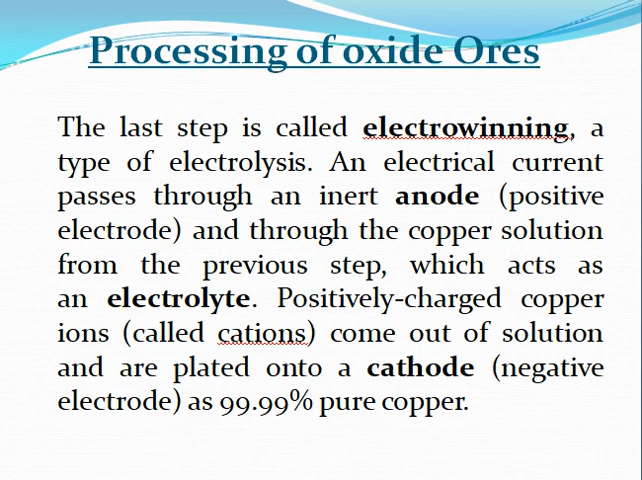 Processing of oxide Ores
The last step is called electrowinning, a
type of electrolysis. An electrical current
passes through an inert anode (positive
electrode) and through the copper solution
from the previous step, which acts as
an electrolyte. Positively-charged copper
ions (called cations) come out of solution
and are plated onto a cathode (negative
electrode) as 99.99% pure copper.